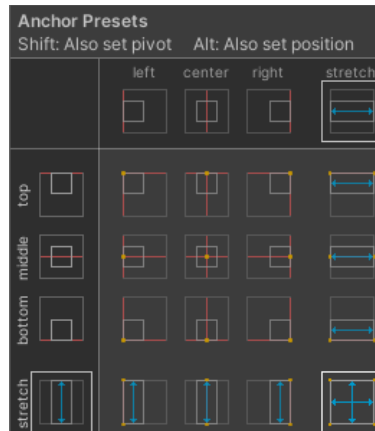 Anchor Presets
Shift: Also set pivot Alt: Also set position
left center right stretch
top
middle
bottom
stretch